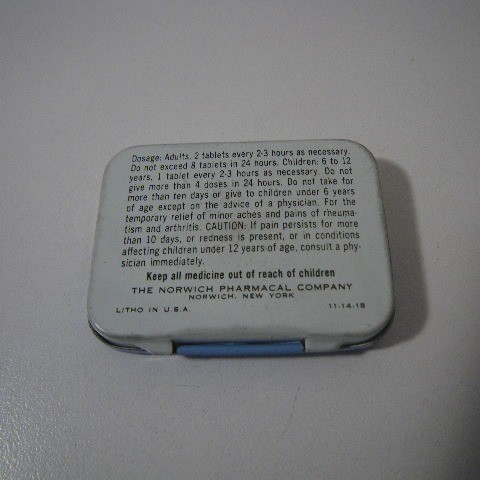 Dosage: Adults, 2 tablets every 2-3 hours as necessary.
Do not exceed 8 tablets in 24 hours. Children: 6 to 12
years, 1 tablet every 2-3 hours as necessary. Do not
give more than 4 doses in 24 hours. Do not take for
more than ten days or give to children under 6 years
of age except on the advice of a physician. For the
temporary relief of minor aches and pains of rheuma-
tism and arthritis. CAUTION: If pain persists for more
than 10 days, or redness is present, or in conditions
affecting children under 12 years of age, consult a phy-
sician immediately.
Keep all medicine out of reach of children
THE NORWICH PHARMACAL COMPANY
NORWICH, NEW YORK
LITHO IN U.S.A. 11-14-18